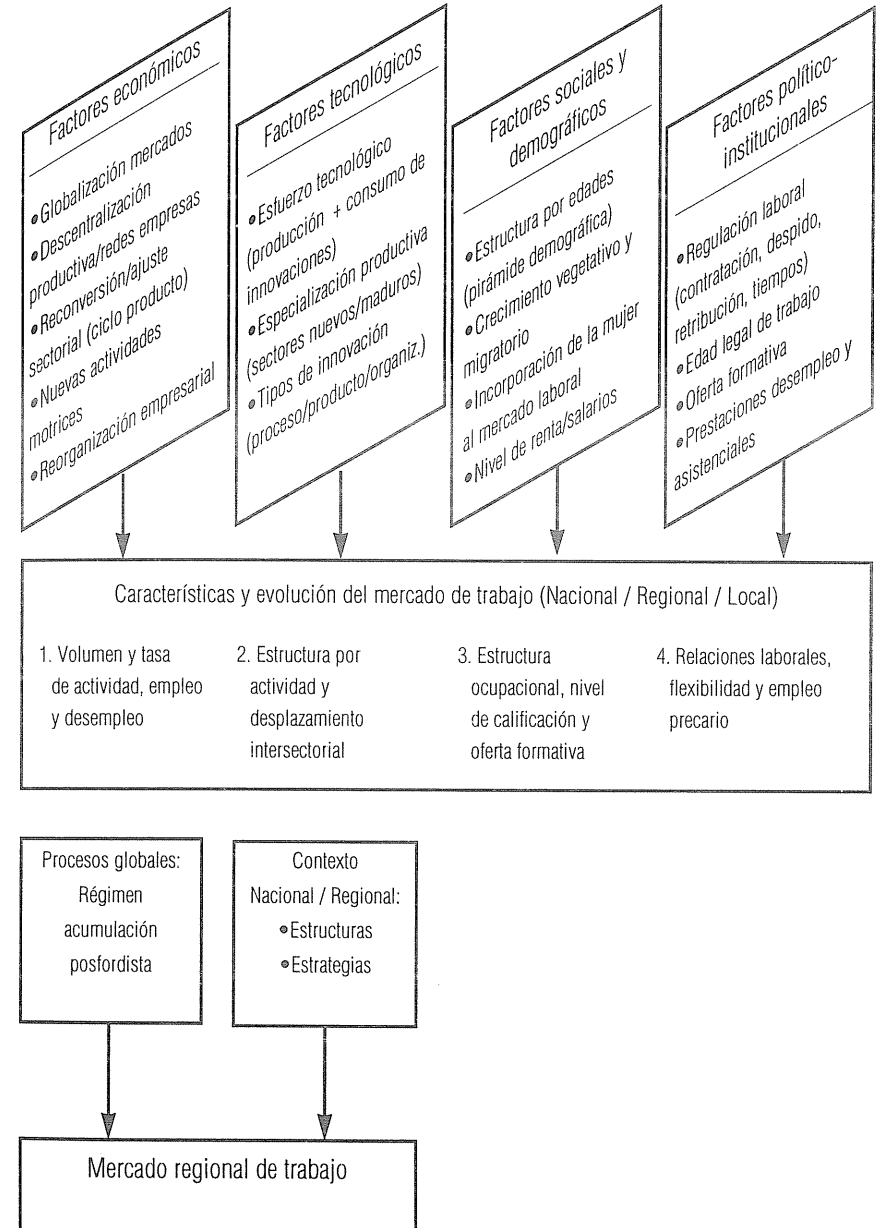 Factores económicos
●Globalización mercados
●Descentralización
productiva/redes empresas
●Reconversión/ajuste
sectorial (ciclo producto)
●Nuevas actividades
motrices
●Reorganización empresarial
Factores tecnológicos
●Esfuerzo tecnológico
(producción + consumo de
innovaciones)
●Especialización productiva
(sectores nuevos/maduros)
●Tipos de innovación
(proceso/producto/organiz.)
Factores sociales y
demográficos
●Estructura por edades
(pirámide demográfica)
●Crecimiento vegetativo y
migratorio
●Incorporación de la mujer
al mercado laboral
●Nivel de renta/salarios
Factores político-
institucionales
●Regulación laboral
(contratación, despido,
retribución, tiempos)
●Edad legal de trabajo
●Oferta formativa
●Prestaciones desempleo y
asistenciales
Características y evolución del mercado de trabajo (Nacional / Regional / Local)
1. Volumen y tasa
de actividad, empleo
y desempleo
2. Estructura por
actividad y
desplazamiento
intersectorial
3. Estructura
ocupacional, nivel
de calificación y
oferta formativa
4. Relaciones laborales,
flexibilidad y empleo
precario
Procesos globales:
Régimen
acumulación
posfordista
Contexto
Nacional / Regional:
●Estructuras
●Estrategias
Mercado regional de trabajo